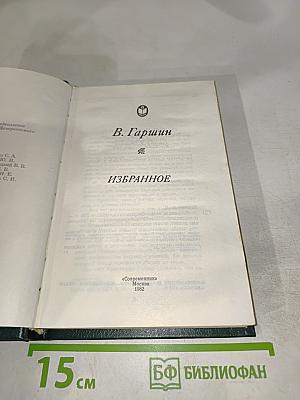 С. А.
Ю. И.
В. В.
Е.
С. И.
В. Гаршин
ИЗБРАННОЕ
«Современник»
Москва
1982
15 см
БФ БИБЛИОФАН